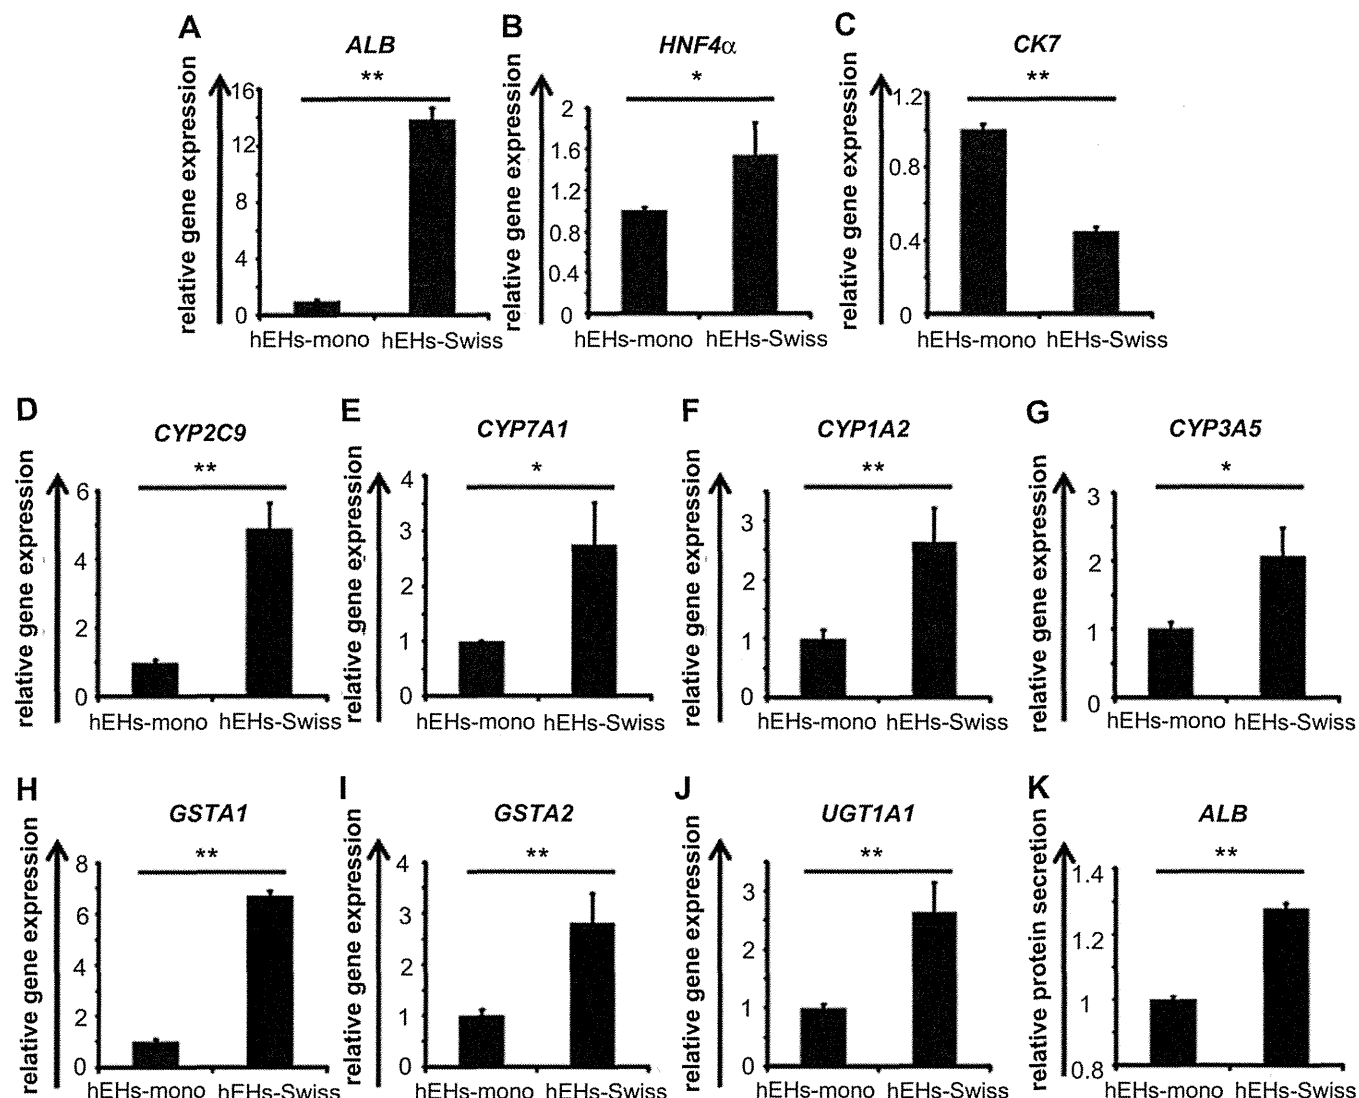 A
ALB
**
relative gene expression
16
12
8
4
0
hEHs-mono hEHs-Swiss
B
HNF4α
*
relative gene expression
2
1.6
1.2
0.8
0.4
0
hEHs-mono hEHs-Swiss
C
CK7
**
relative gene expression
1.2
0.8
0.4
0
hEHs-mono hEHs-Swiss
D
CYP2C9
**
relative gene expression
6
4
2
0
hEHs-mono hEHs-Swiss
E
CYP7A1
*
relative gene expression
4
3
2
1
0
hEHs-mono hEHs-Swiss
F
CYP1A2
**
relative gene expression
3
2
1
0
hEHs-mono hEHs-Swiss
G
CYP3A5
*
relative gene expression
3
2
1
0
hEHs-mono hEHs-Swiss
H
GSTA1
**
relative gene expression
8
6
4
2
0
hEHs-mono hEHs-Swiss
I
GSTA2
**
relative gene expression
4
3
2
1
0
hEHs-mono hEHs-Swiss
J
UGT1A1
**
relative gene expression
3
2
1
0
hEHs-mono hEHs-Swiss
K
ALB
**
relative protein secretion
1.4
1.2
1
0.8
hEHs-mono hEHs-Swiss